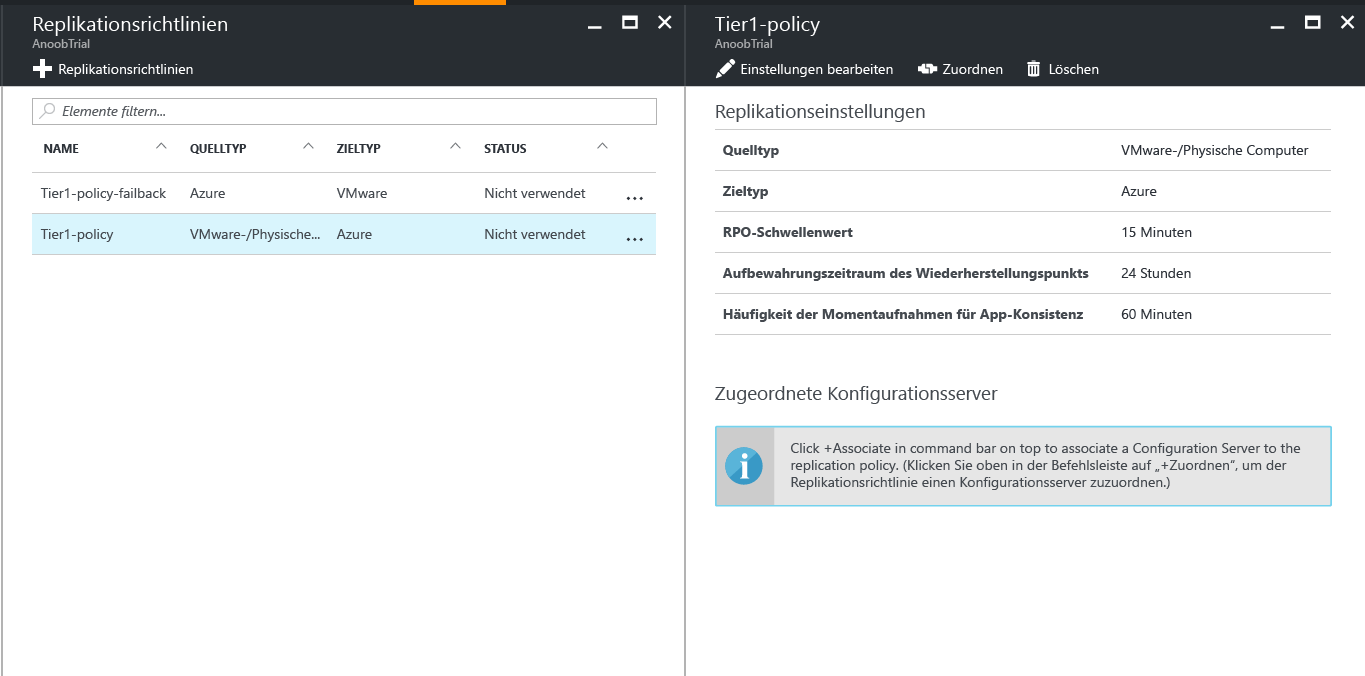 Replikationsrichtlinien
AnoobTrial
Replikationsrichtlinien
Elemente filtern...
NAME QUELLTYP ZIELTYP STATUS
Tier1-policy-failback Azure VMware Nicht verwendet ...
Tier1-policy VMware-/Physische... Azure Nicht verwendet ...
Tier1-policy
AnoobTrial
Einstellungen bearbeiten Zuordnen Löschen
Replikationseinstellungen
Quelltyp VMware-/Physische Computer
Zieltyp Azure
RPO-Schwellenwert 15 Minuten
Aufbewahrungszeitraum des Wiederherstellungspunkts 24 Stunden
Häufigkeit der Momentaufnahmen für App-Konsistenz 60 Minuten
Zugeordnete Konfigurationsserver
Click +Associate in command bar on top to associate a Configuration Server to the
replication policy. (Klicken Sie oben in der Befehlsleiste auf „+Zuordnen“, um der
Replikationsrichtlinie einen Konfigurationsserver zuzuordnen.)